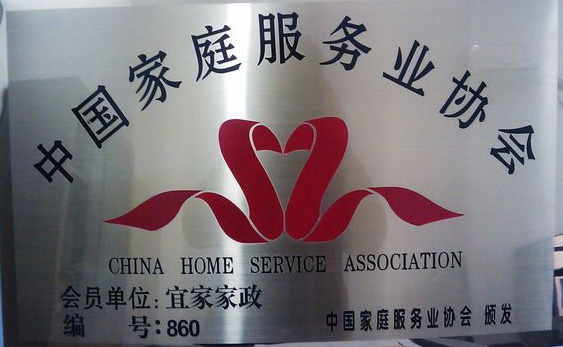 中国家庭服务业协会
CHINA HOME SERVICE ASSOCIATION
会员单位:宜家家政
编 号:860
中国家庭服务业协会 颁发